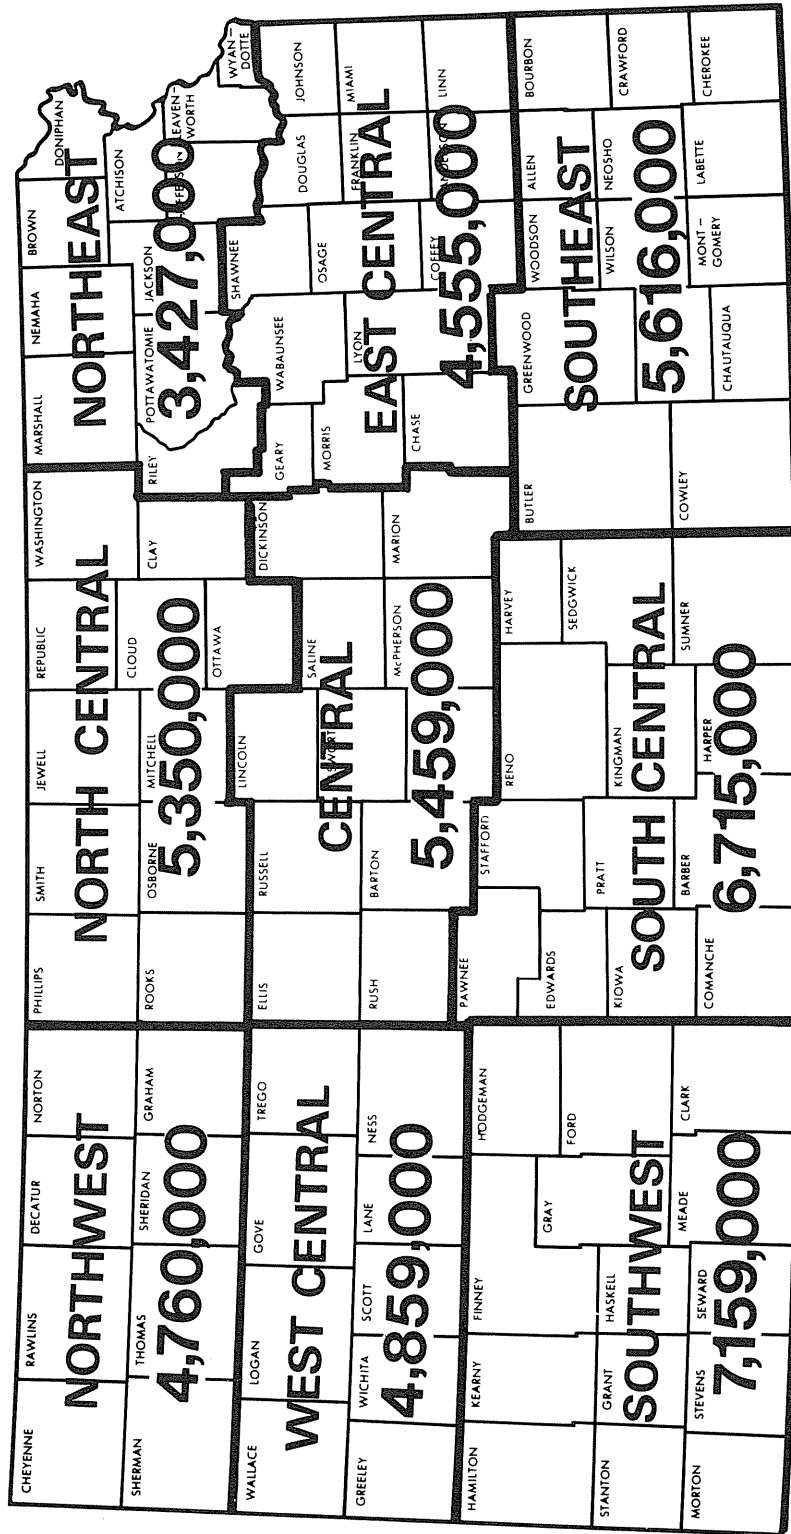 CHEYENNE
RAWLINS
DECATUR
NORTON
PHILLIPS
SMITH
JEWELL
REPUBLIC
WASHINGTON
MARSHALL
NEMAHA
BROWN
DONIPHAN
NORTHWEST
NORTH CENTRAL
NORTHEAST
SHERMAN
THOMAS
SHERIDAN
GRAHAM
ROOKS
OSBORNE
MITCHELL
CLOUD
CLAY
RILEY
POTTAWATOMIE
JACKSON
ATCHISON
LEAVEN-
WORTH
WYAN-
DOTTE
4,760,000
5,350,000
3,427,000
OTTAWA
WALLACE
LOGAN
GOVE
TREGO
ELLIS
RUSSELL
LINCOLN
SALINE
DICKINSON
GEARY
WABAUNSEE
SHAWNEE
DOUGLAS
JOHNSON
WEST CENTRAL
CENTRAL
EAST CENTRAL
MORRIS
OSAGE
FRANKLIN
MIAMI
GREELEY
WICHITA
SCOTT
LANE
NESS
RUSH
BARTON
McPHERSON
MARION
CHASE
LYON
COFFEY
LINN
4,859,000
5,459,000
4,555,000
HAMILTON
KEARNY
FINNEY
HODGEMAN
PAWNEE
STAFFORD
RENO
HARVEY
BUTLER
GREENWOOD
WOODSON
ALLEN
BOURBON
GRAY
FORD
EDWARDS
SEDGWICK
STANTON
GRANT
HASKELL
KIOWA
PRATT
KINGMAN
WILSON
NEOSHO
CRAWFORD
SOUTHWEST
SOUTH CENTRAL
SOUTHEAST
MORTON
STEVENS
SEWARD
MEADE
CLARK
COMANCHE
BARBER
HARPER
SUMNER
COWLEY
CHAUTAUQUA
MONT-
GOMERY
LABETTE
CHEROKEE
7,159,000
6,715,000
5,616,000